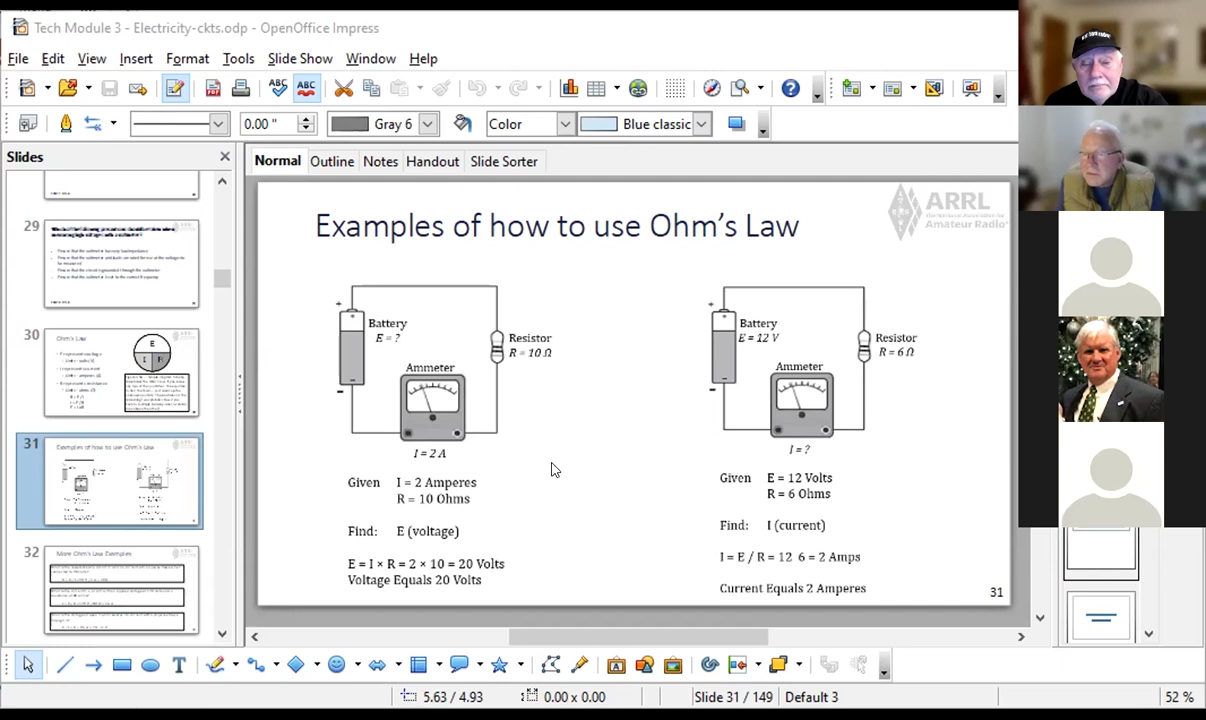 Tech Module 3 - Electricity-ckts.odp - OpenOffice Impress
File Edit View Insert Format Tools Slide Show Window Help
0.00 " Gray 6 Color Blue classic
Slides
Normal Outline Notes Handout Slide Sorter
29
30
Ohm's Law
E
I R
31
Examples of how to use Ohm's Law
32
More Ohm's Law Examples
ARRL
Amateur Radio
Examples of how to use Ohm's Law
+
Battery
E = ?
Resistor
R = 10 Ω
Ammeter
I = 2 A
Given I = 2 Amperes
R = 10 Ohms
Find: E (voltage)
E = I × R = 2 × 10 = 20 Volts
Voltage Equals 20 Volts
+
Battery
E = 12 V
Resistor
R = 6 Ω
Ammeter
I = ?
Given E = 12 Volts
R = 6 Ohms
Find: I (current)
I = E / R = 12 6 = 2 Amps
Current Equals 2 Amperes
31
5.63 / 4.93 0.00 x 0.00 Slide 31 / 149 Default 3 52 %